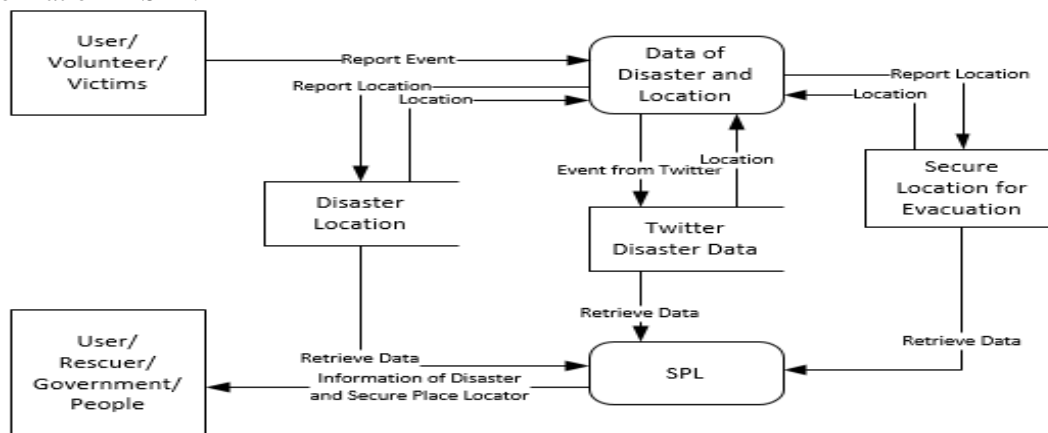 User/
Volunteer/
Victims
Report Event
Data of
Disaster and
Location
Report Location
Location
Report Location
Location
Event from Twitter
Location
Disaster
Location
Twitter
Disaster Data
Secure
Location for
Evacuation
User/
Rescuer/
Government/
People
Retrieve Data
Retrieve Data
Retrieve Data
Information of Disaster
and Secure Place Locator
SPL